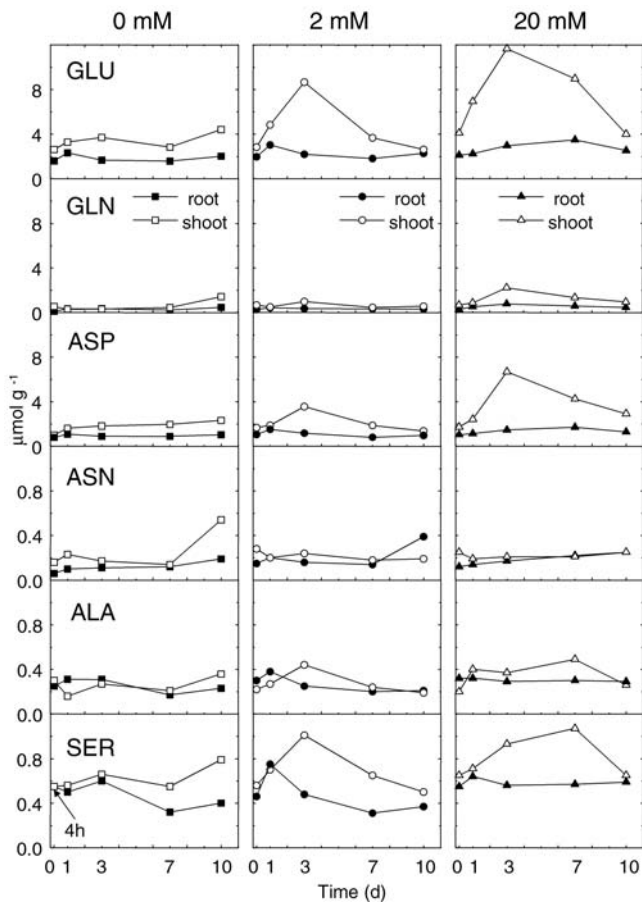 0 mM 2 mM 20 mM
GLU
8
4
0
GLN root root root
shoot shoot shoot
8
4
0
ASP
8
4
0
ASN
0.8
0.4
0.0
ALA
0.8
0.4
0.0
SER
0.8
0.4
4h
0.0
0 1 3 7 10 0 1 3 7 10 0 1 3 7 10
Time (d)
µmol g⁻¹